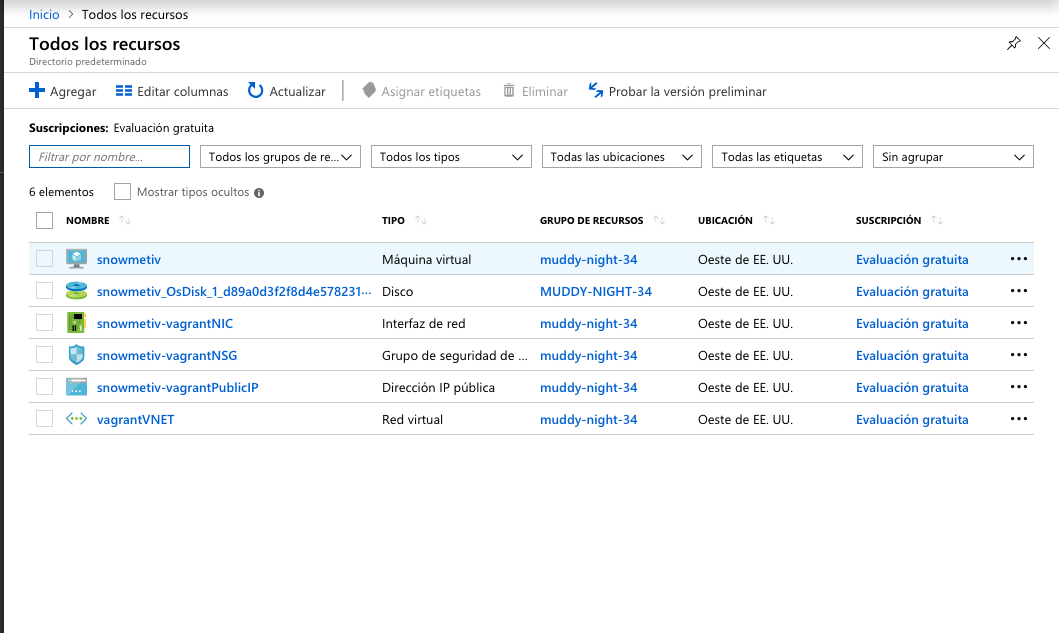 Inicio > Todos los recursos
Todos los recursos
Directorio predeterminado
Agregar Editar columnas Actualizar Asignar etiquetas Eliminar Probar la versión preliminar
Suscripciones: Evaluación gratuita
Filtrar por nombre... Todos los grupos de re... Todos los tipos Todas las ubicaciones Todas las etiquetas Sin agrupar
6 elementos Mostrar tipos ocultos
NOMBRE TIPO GRUPO DE RECURSOS UBICACIÓN SUSCRIPCIÓN
snowmetiv Máquina virtual muddy-night-34 Oeste de EE. UU. Evaluación gratuita
snowmetiv_OsDisk_1_d89a0d3f2f8d4e578231... Disco MUDDY-NIGHT-34 Oeste de EE. UU. Evaluación gratuita
snowmetiv-vagrantNIC Interfaz de red muddy-night-34 Oeste de EE. UU. Evaluación gratuita
snowmetiv-vagrantNSG Grupo de seguridad de ... muddy-night-34 Oeste de EE. UU. Evaluación gratuita
snowmetiv-vagrantPublicIP Dirección IP pública muddy-night-34 Oeste de EE. UU. Evaluación gratuita
vagrantVNET Red virtual muddy-night-34 Oeste de EE. UU. Evaluación gratuita